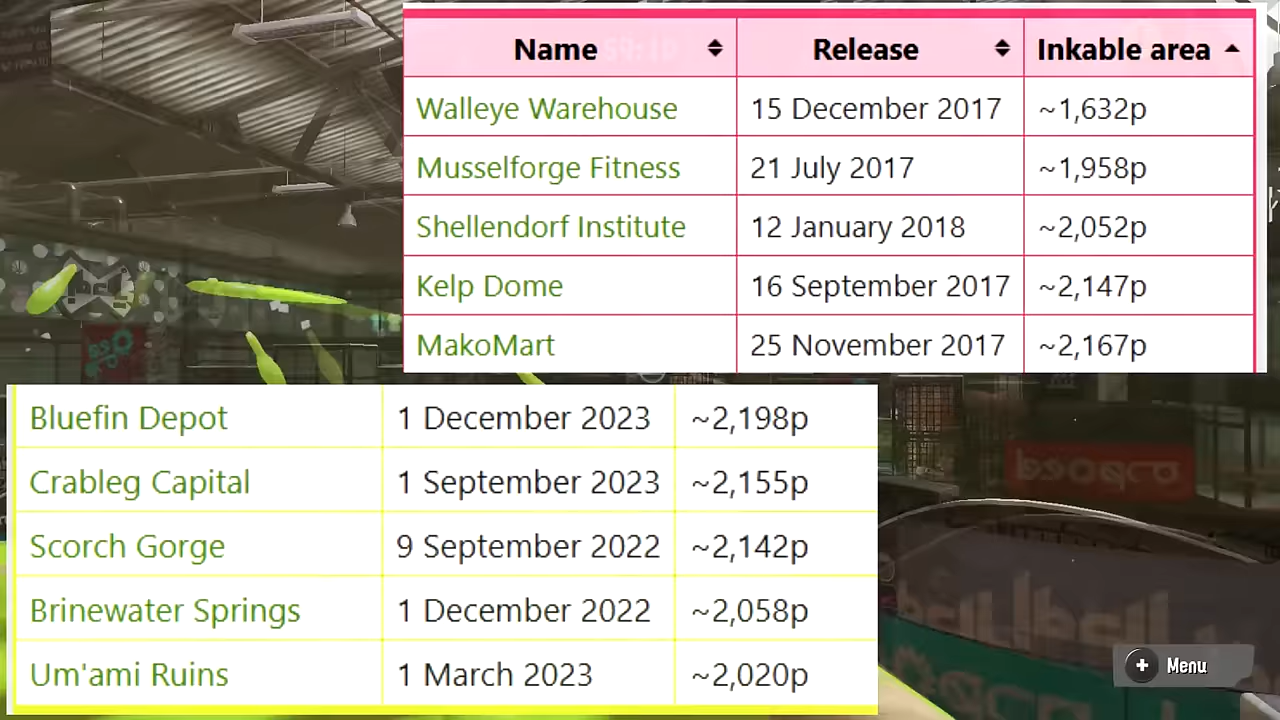 Name Release Inkable area
Walleye Warehouse 15 December 2017 ~1,632p
Musselforge Fitness 21 July 2017 ~1,958p
Shellendorf Institute 12 January 2018 ~2,052p
Kelp Dome 16 September 2017 ~2,147p
MakoMart 25 November 2017 ~2,167p
Bluefin Depot 1 December 2023 ~2,198p
Crableg Capital 1 September 2023 ~2,155p
Scorch Gorge 9 September 2022 ~2,142p
Brinewater Springs 1 December 2022 ~2,058p
Um'ami Ruins 1 March 2023 ~2,020p
+ Menu